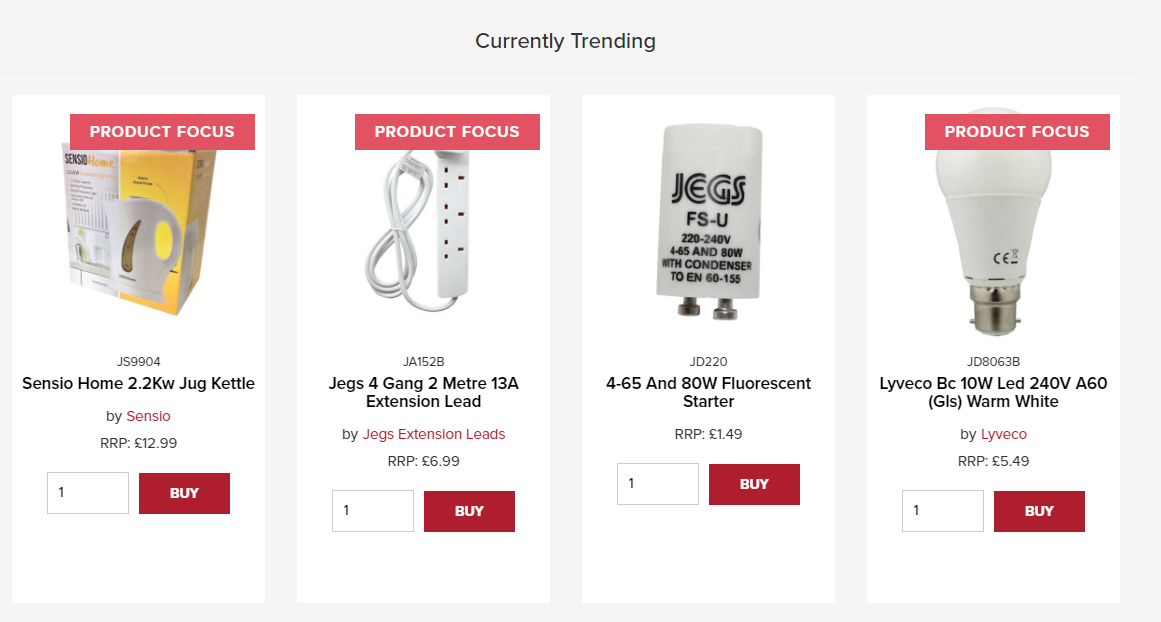 Currently Trending
PRODUCT FOCUS
SENSIOHome
JS9904
Sensio Home 2.2Kw Jug Kettle
by Sensio
RRP: £12.99
1
BUY
PRODUCT FOCUS
JA152B
Jegs 4 Gang 2 Metre 13A
Extension Lead
by Jegs Extension Leads
RRP: £6.99
1
BUY
JEGS
FS-U
220-240V
4-65 AND 80W
WITH CONDENSER
TO EN 60-155
JD220
4-65 And 80W Fluorescent
Starter
RRP: £1.49
1
BUY
PRODUCT FOCUS
CE
JD8063B
Lyveco Bc 10W Led 240V A60
(Gls) Warm White
by Lyveco
RRP: £5.49
1
BUY